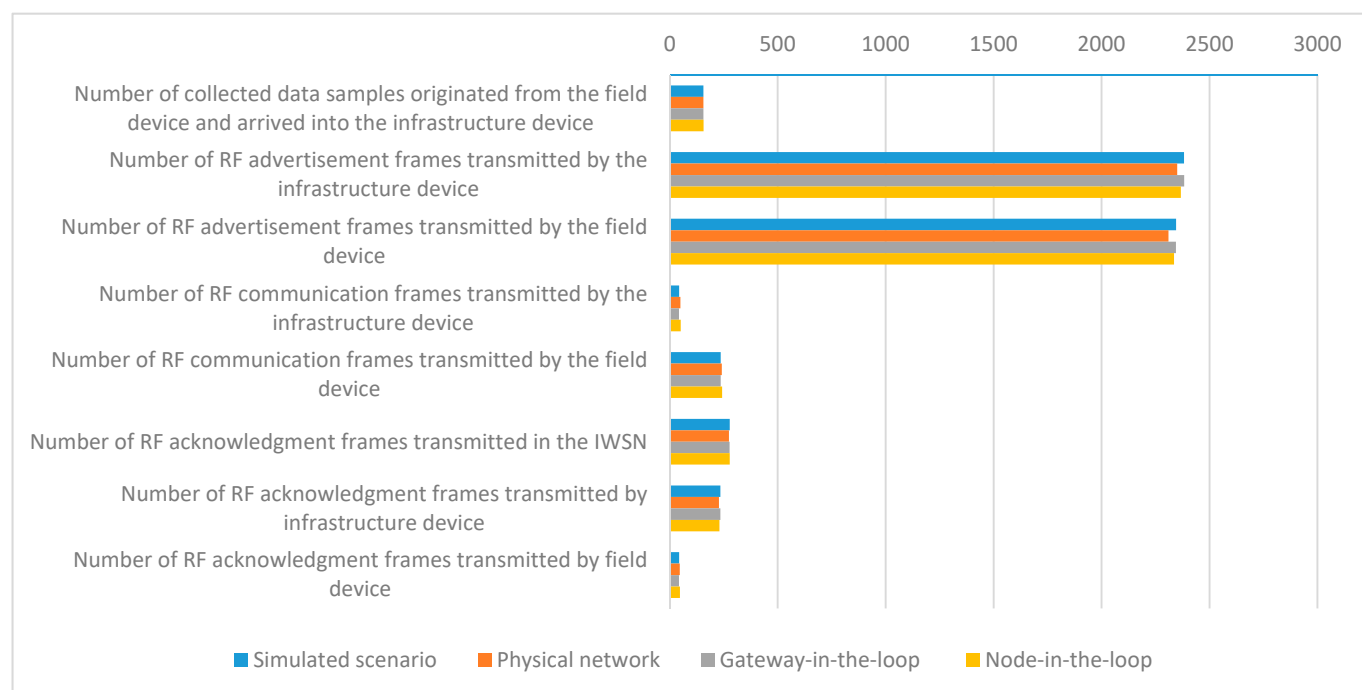 0 500 1000 1500 2000 2500 3000
Number of collected data samples originated from the field
device and arrived into the infrastructure device
Number of RF advertisement frames transmitted by the
infrastructure device
Number of RF advertisement frames transmitted by the field
device
Number of RF communication frames transmitted by the
infrastructure device
Number of RF communication frames transmitted by the field
device
Number of RF acknowledgment frames transmitted in the IWSN
Number of RF acknowledgment frames transmitted by
infrastructure device
Number of RF acknowledgment frames transmitted by field
device
Simulated scenario Physical network Gateway-in-the-loop Node-in-the-loop